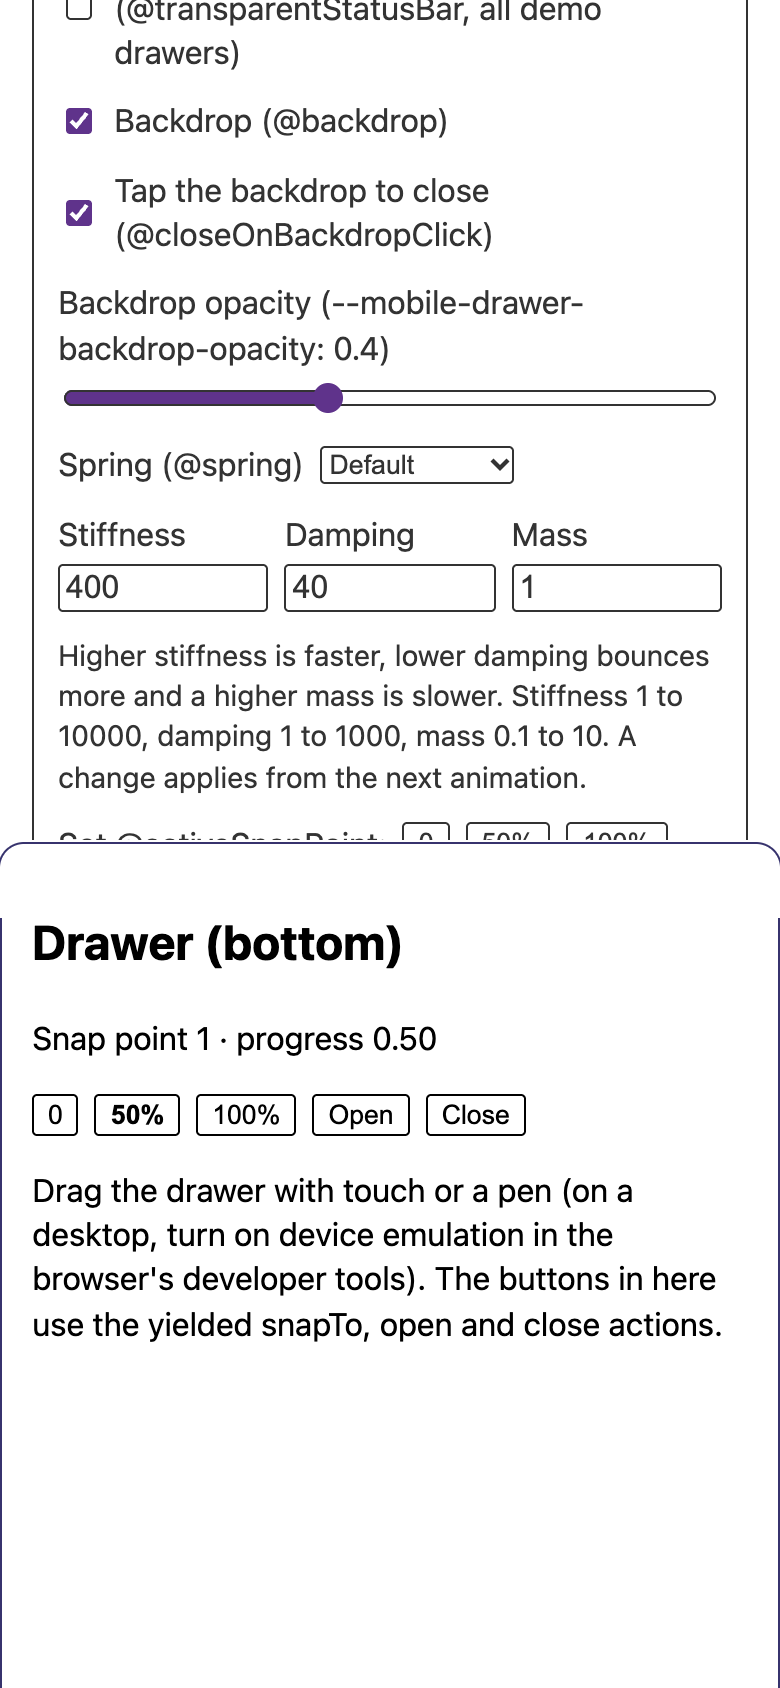 (@transparentStatusBar, all demo
drawers)
Backdrop (@backdrop)
Tap the backdrop to close
(@closeOnBackdropClick)
Backdrop opacity (--mobile-drawer-
backdrop-opacity: 0.4)
Spring (@spring) Default
Stiffness Damping Mass
400 40 1
Higher stiffness is faster, lower damping bounces
more and a higher mass is slower. Stiffness 1 to
10000, damping 1 to 1000, mass 0.1 to 10. A
change applies from the next animation.
Set @activeSnapPoint: 0 50% 100%
Drawer (bottom)
Snap point 1 · progress 0.50
0 50% 100% Open Close
Drag the drawer with touch or a pen (on a
desktop, turn on device emulation in the
browser's developer tools). The buttons in here
use the yielded snapTo, open and close actions.